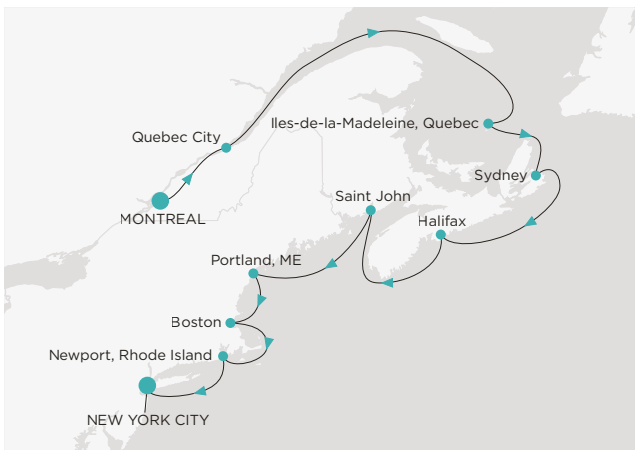 Iles-de-la-Madeleine, Quebec
Quebec City
Sydney
Saint John
MONTREAL
Halifax
Portland, ME
Boston
Newport, Rhode Island
NEW YORK CITY